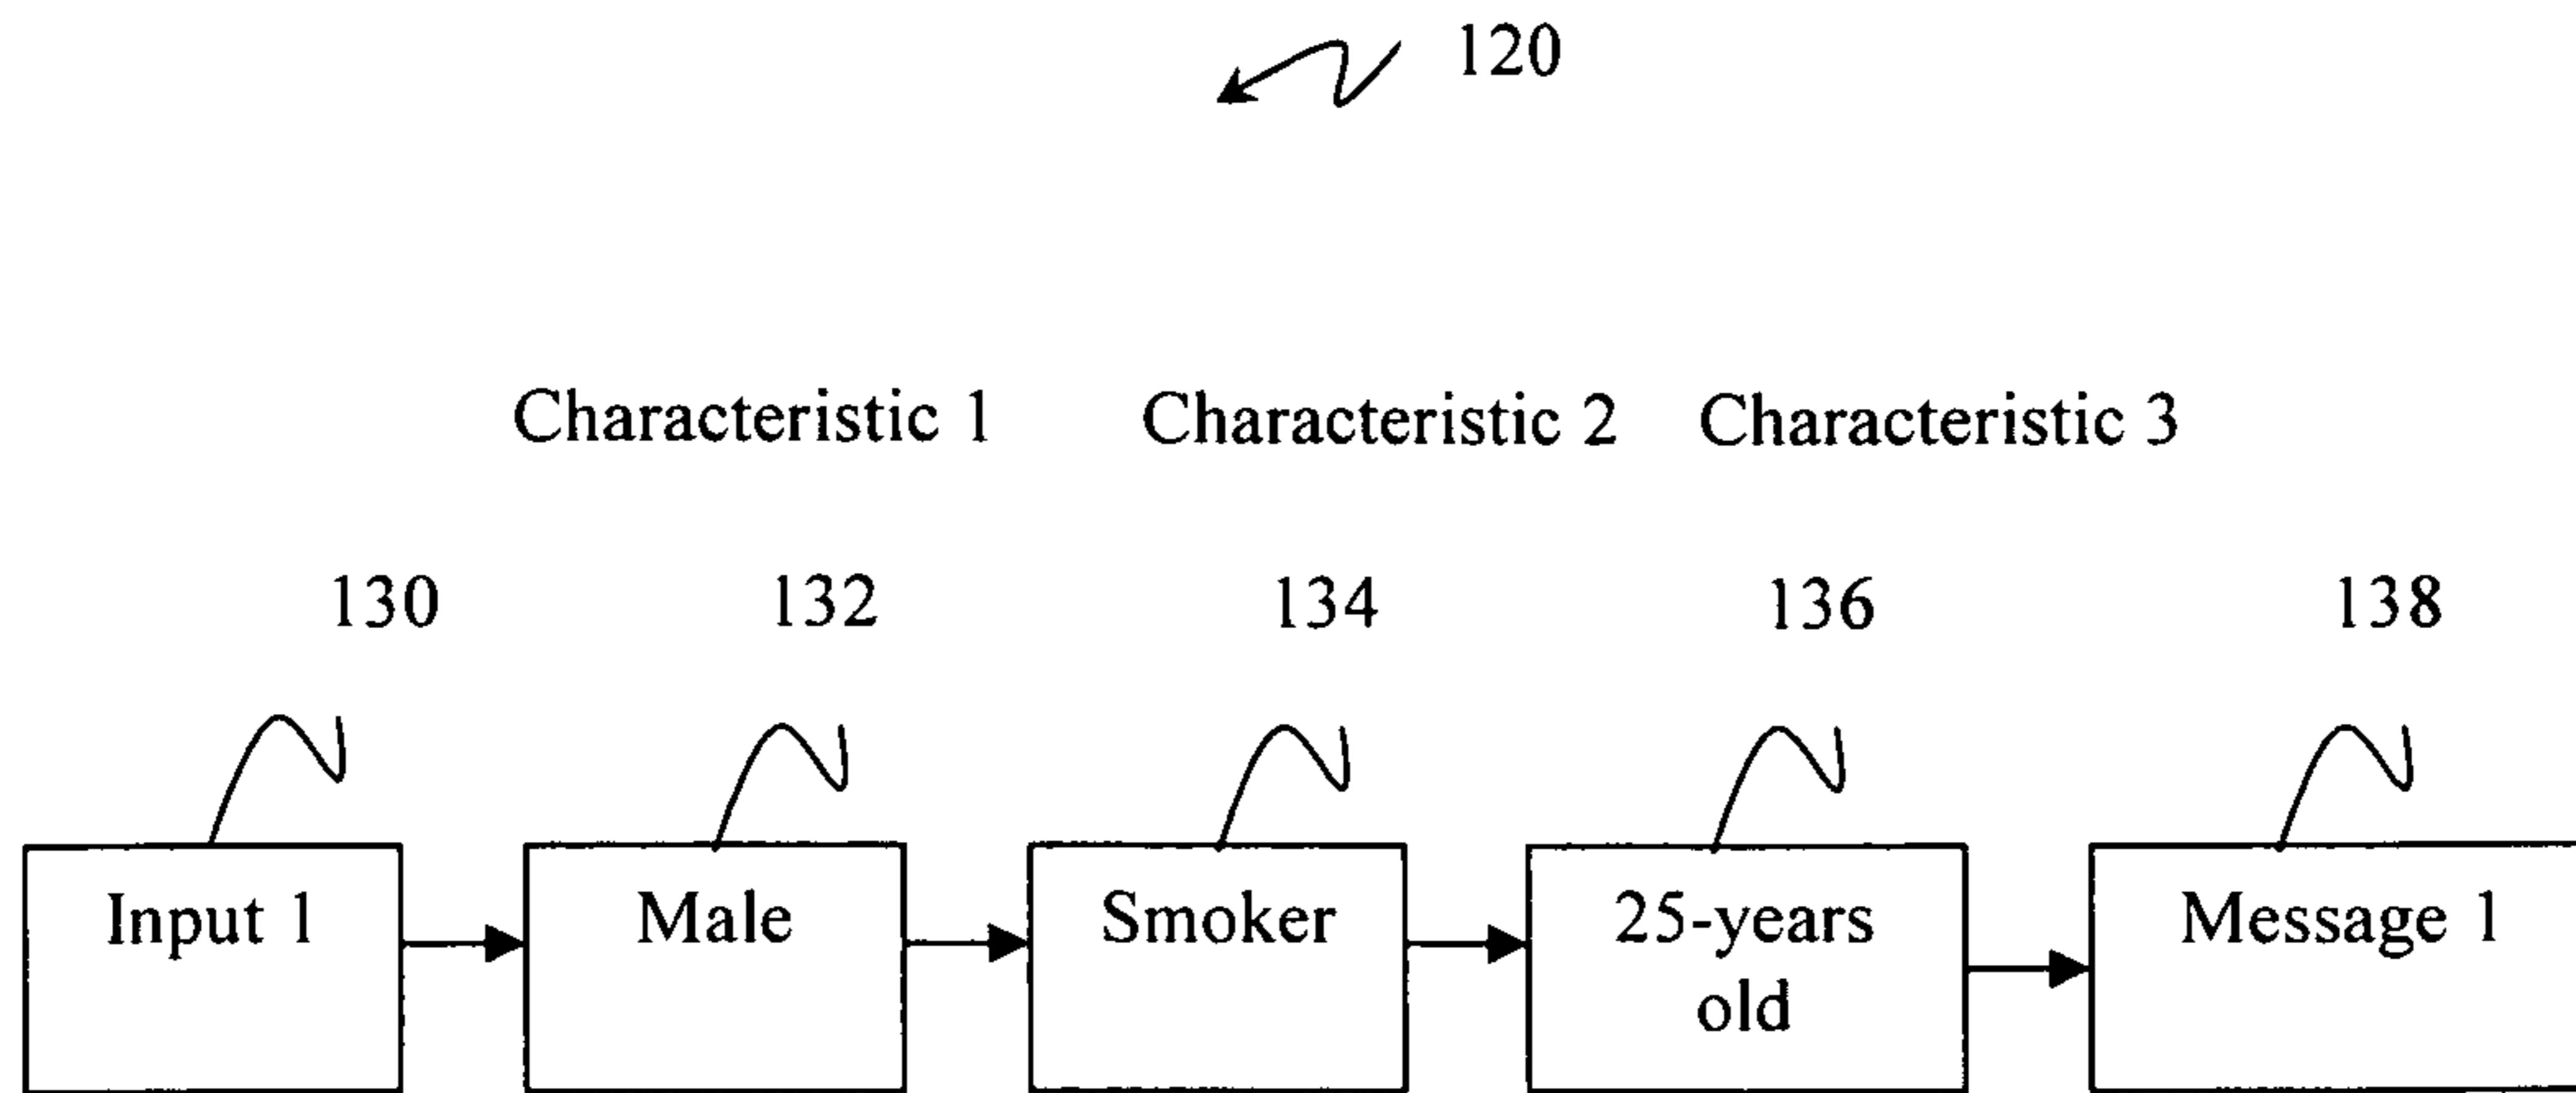 120
Characteristic 1 Characteristic 2 Characteristic 3
130 132 134 136 138
Input 1 Male Smoker 25-years Message 1
old